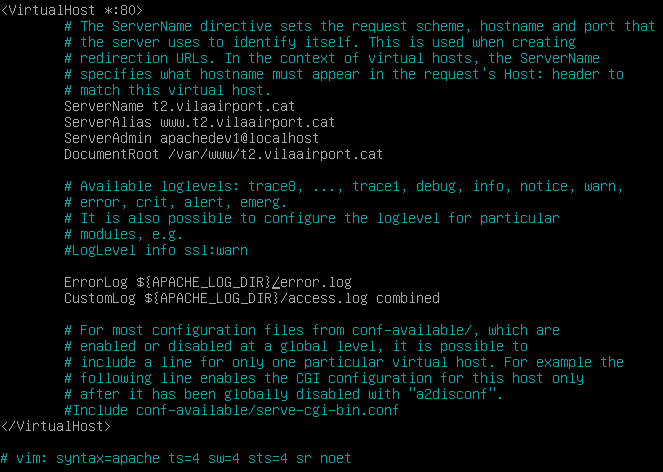 <VirtualHost *:80>
# The ServerName directive sets the request scheme, hostname and port that
# the server uses to identify itself. This is used when creating
# redirection URLs. In the context of virtual hosts, the ServerName
# specifies what hostname must appear in the request's Host: header to
# match this virtual host.
ServerName t2.vilaairport.cat
ServerAlias www.t2.vilaairport.cat
ServerAdmin apachedev1@localhost
DocumentRoot /var/www/t2.vilaairport.cat
# Available loglevels: trace8, ..., trace1, debug, info, notice, warn,
# error, crit, alert, emerg.
# It is also possible to configure the loglevel for particular
# modules, e.g.
#LogLevel info ssl:warn
ErrorLog ${APACHE_LOG_DIR}/error.log
CustomLog ${APACHE_LOG_DIR}/access.log combined
# For most configuration files from conf-available/, which are
# enabled or disabled at a global level, it is possible to
# include a line for only one particular virtual host. For example the
# following line enables the CGI configuration for this host only
# after it has been globally disabled with "a2disconf".
#Include conf-available/serve-cgi-bin.conf
</VirtualHost>
# vim: syntax=apache ts=4 sw=4 sts=4 sr noet